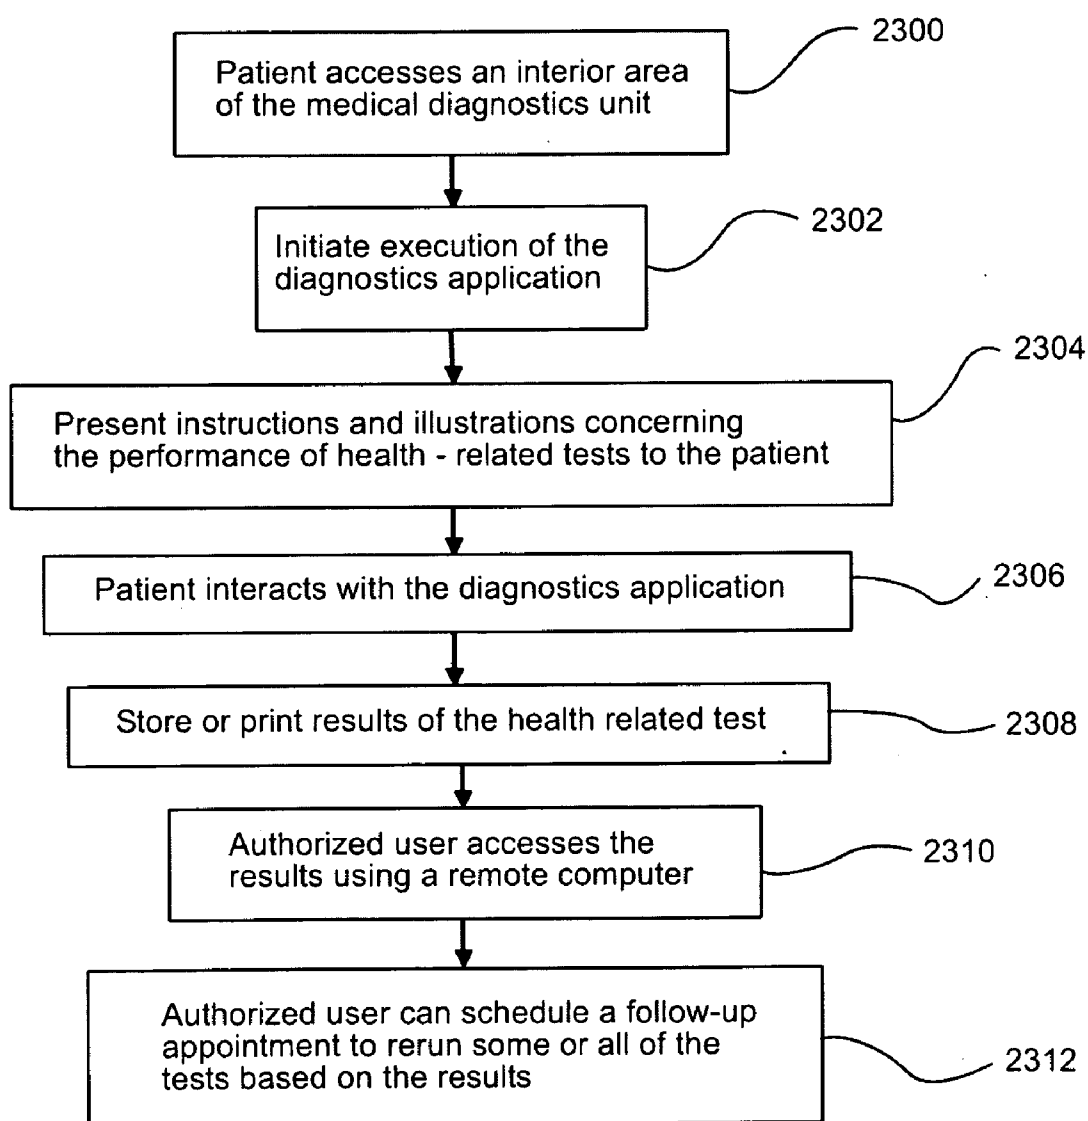 2300
Patient accesses an interior area
of the medical diagnostics unit
2302
Initiate execution of the
diagnostics application
2304
Present instructions and illustrations concerning
the performance of health - related tests to the patient
2306
Patient interacts with the diagnostics application
2308
Store or print results of the health related test
2310
Authorized user accesses the
results using a remote computer
2312
Authorized user can schedule a follow-up
appointment to rerun some or all of the
tests based on the results